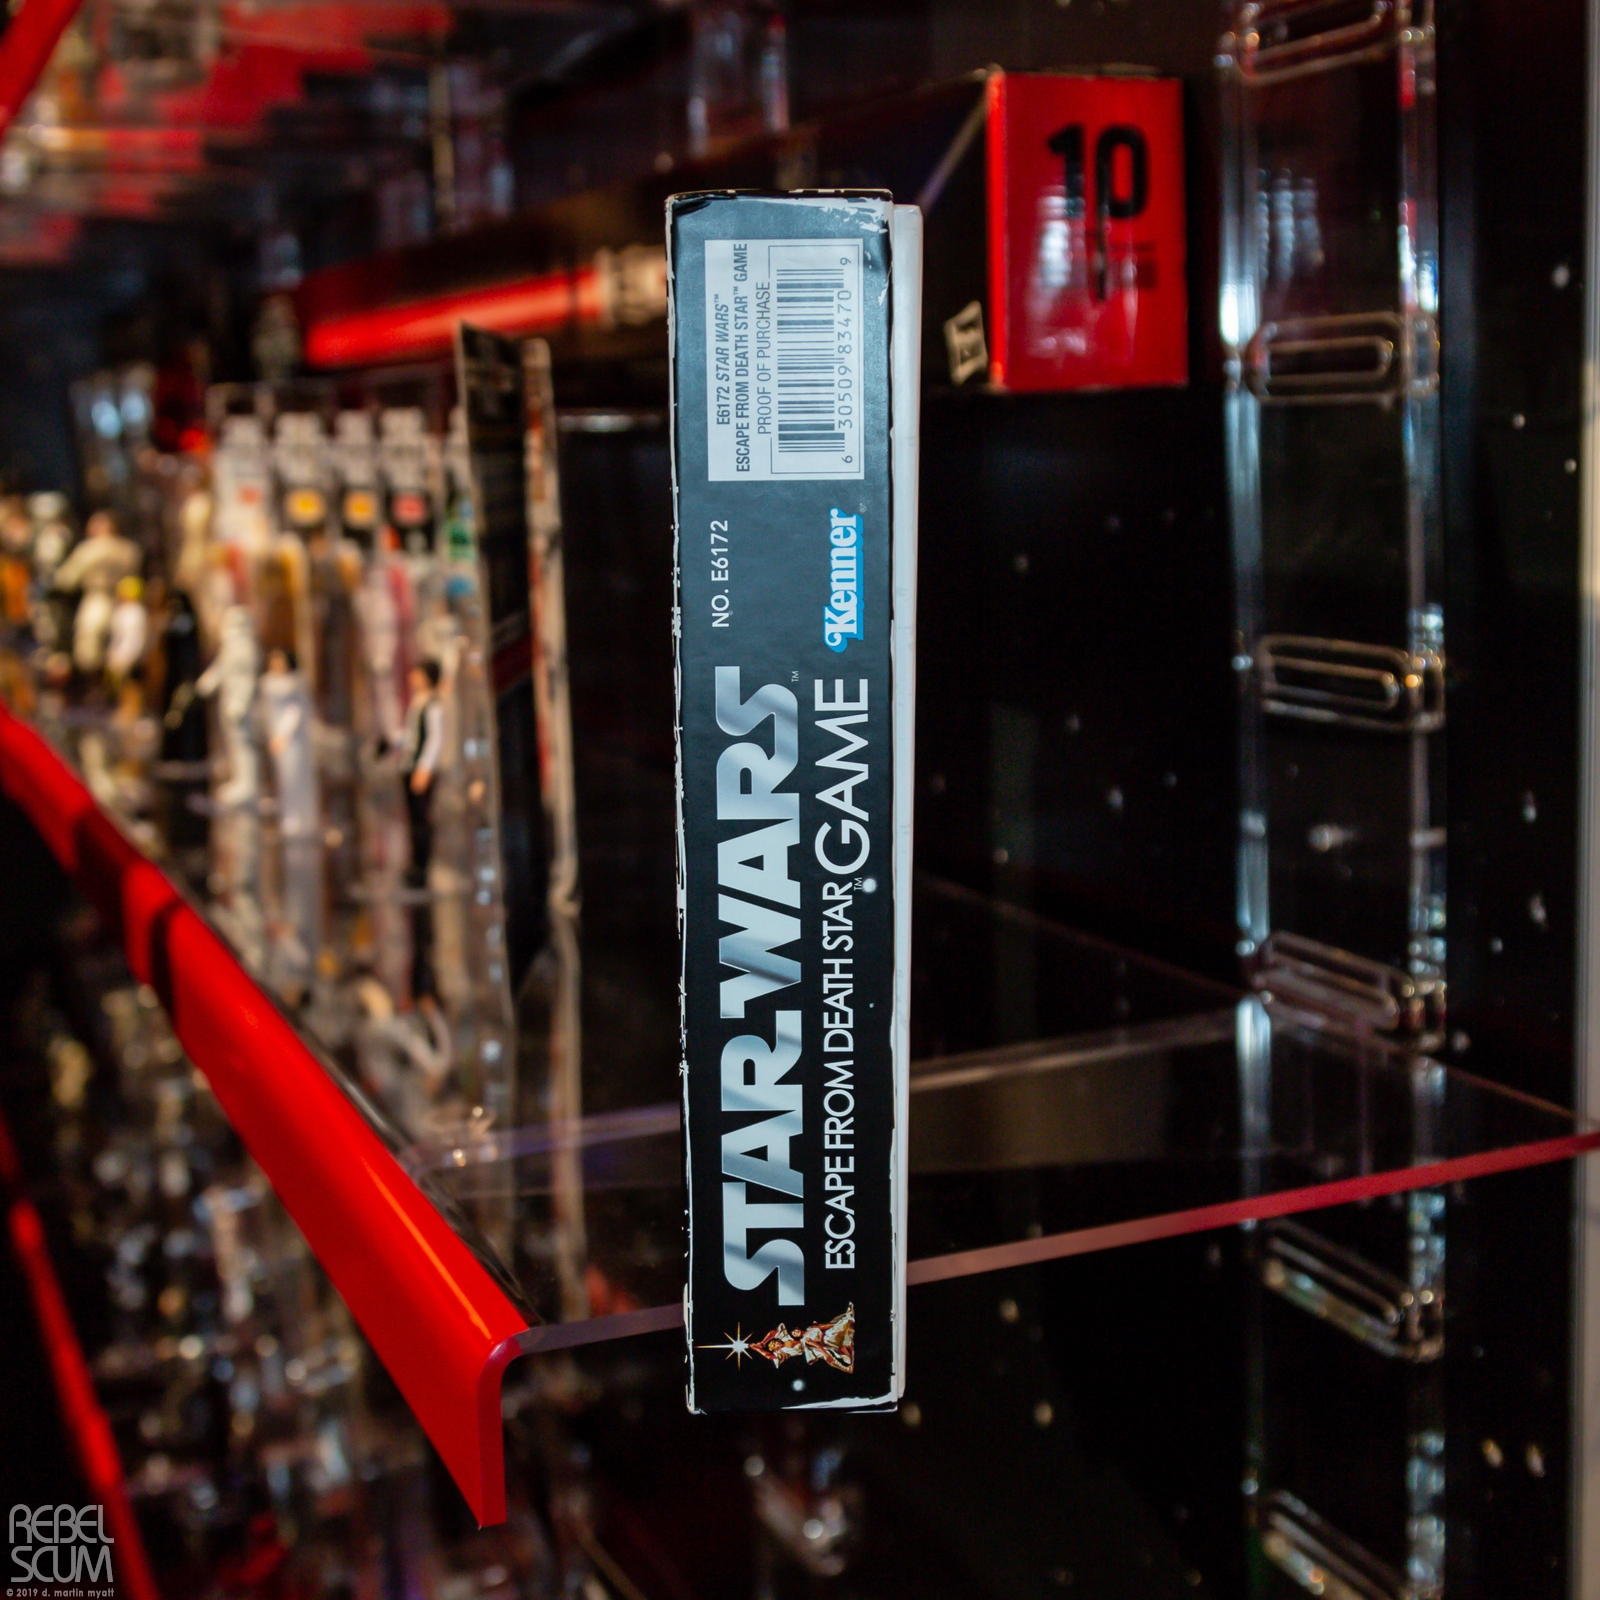 E6172 STAR WARS™
ESCAPE FROM DEATH STAR™ GAME
PROOF OF PURCHASE
6 30509 83470 9
NO. E6172
Kenner®
STAR WARS™
ESCAPE FROM DEATH STAR™ GAME
10
REBEL
SCUM
© 2019 d. martin myatt